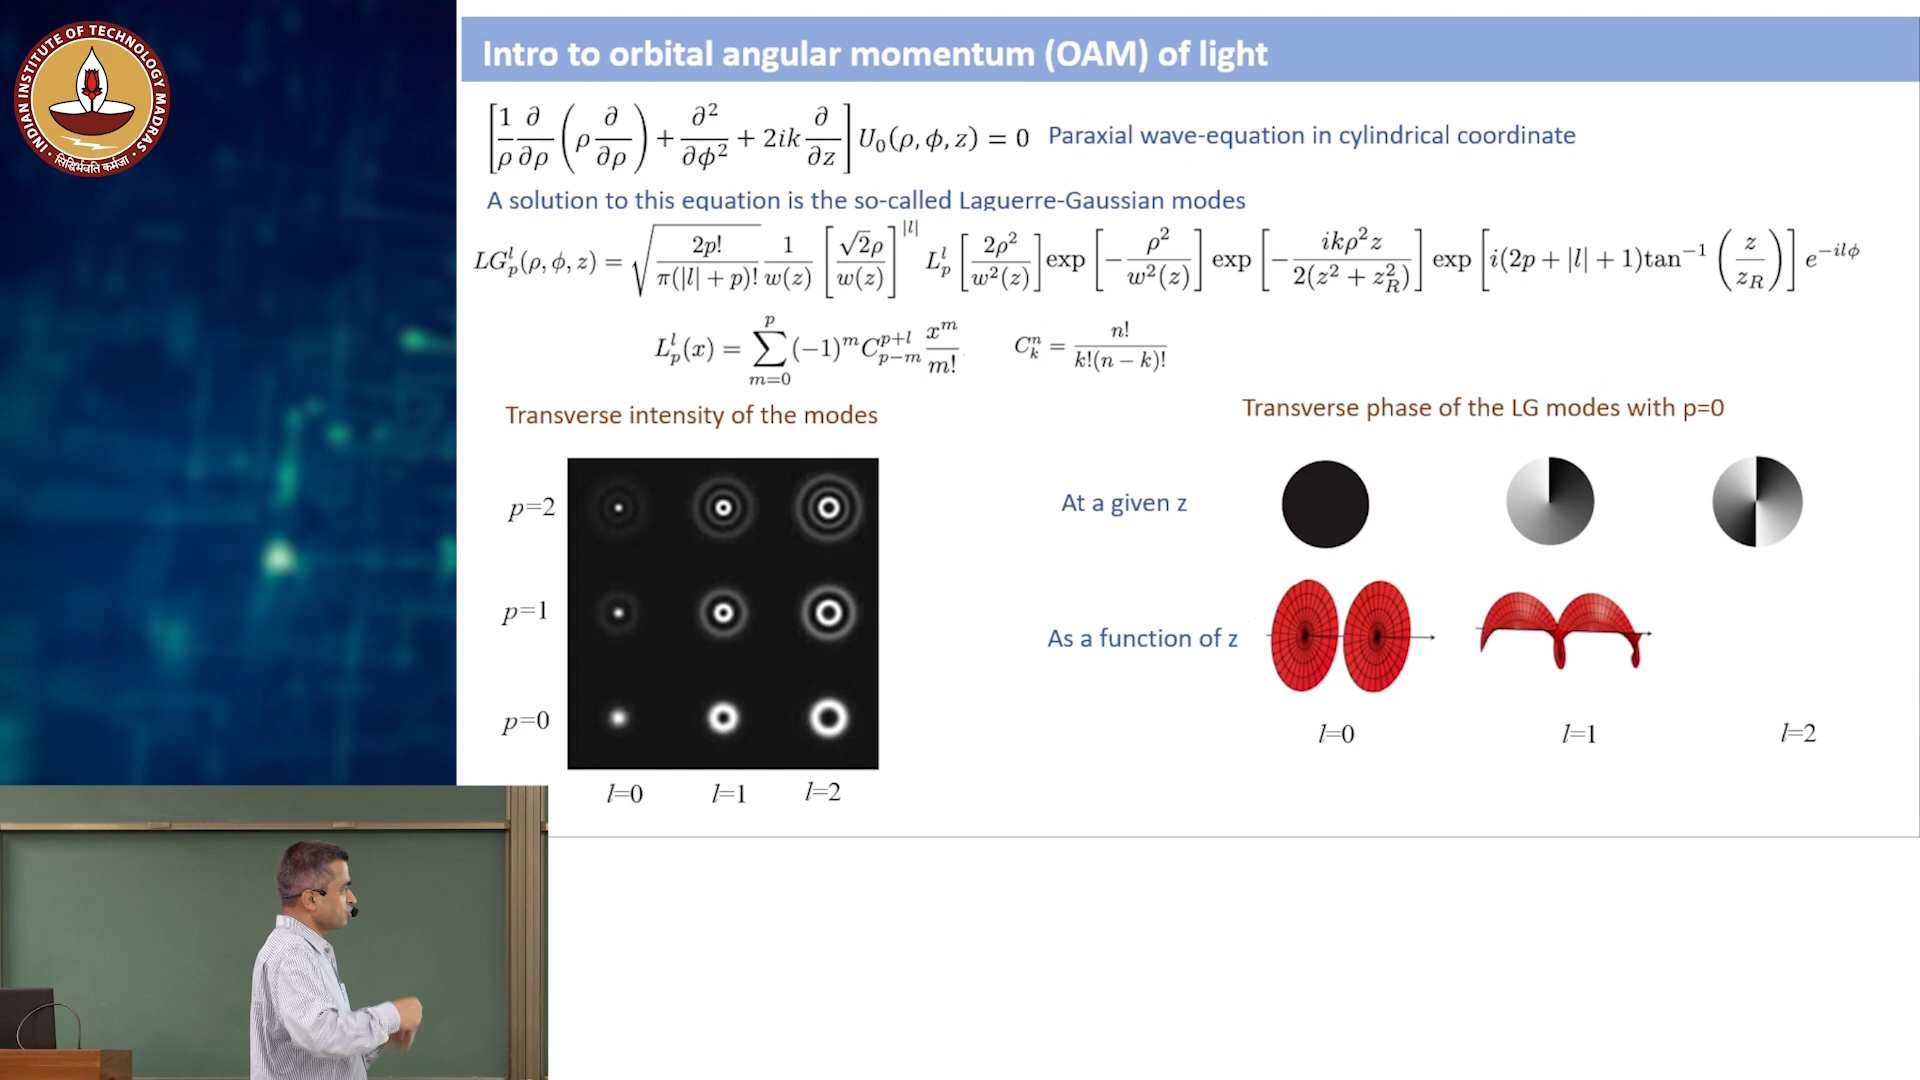 INDIAN INSTITUTE OF TECHNOLOGY MADRAS
सिद्धिर्भवति कर्मजा
Intro to orbital angular momentum (OAM) of light
[1/ρ ∂/∂ρ (ρ ∂/∂ρ) + ∂²/∂ϕ² + 2ik ∂/∂z] U₀(ρ, ϕ, z) = 0 Paraxial wave-equation in cylindrical coordinate
A solution to this equation is the so-called Laguerre-Gaussian modes
LG_p^l(ρ, ϕ, z) = √(2p!/(π(|l| + p)!)) 1/w(z) [√2ρ/w(z)]^|l| L_p^l [2ρ²/w²(z)] exp [−ρ²/w²(z)] exp [−ikρ²z/(2(z² + z_R²))] exp [i(2p + |l| + 1)tan⁻¹ (z/z_R)] e^{−ilϕ}
L_p^l(x) = ∑_{m=0}^{p} (−1)^m C_{p−m}^{p+l} x^m/m! C_k^n = n!/(k!(n − k)!)
Transverse intensity of the modes
Transverse phase of the LG modes with p=0
p=2
At a given z
p=1
As a function of z
p=0
l=0 l=1 l=2
l=0 l=1 l=2